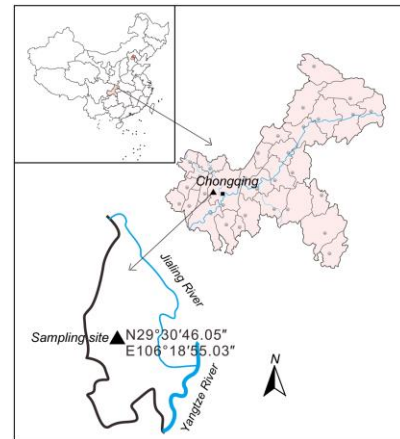 Chongqing
Jialing River
Sampling site
N29°30′46.05″
E106°18′55.03″
Yangtze River
N